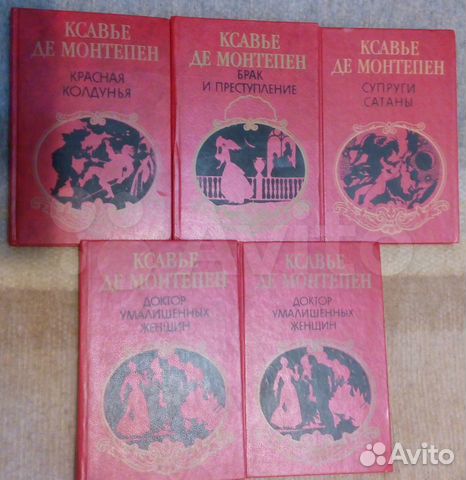 КСАВЬЕ
ДЕ МОНТЕПЕН
КРАСНАЯ
КОЛДУНЬЯ
КСАВЬЕ
ДЕ МОНТЕПЕН
БРАК
И ПРЕСТУПЛЕНИЕ
КСАВЬЕ
ДЕ МОНТЕПЕН
СУПРУГИ
САТАНЫ
КСАВЬЕ
ДЕ МОНТЕПЕН
ДОКТОР
УМАЛИШЕННЫХ
ЖЕНЩИН
КСАВЬЕ
ДЕ МОНТЕПЕН
ДОКТОР
УМАЛИШЕННЫХ
ЖЕНЩИН
AVITO
Avito